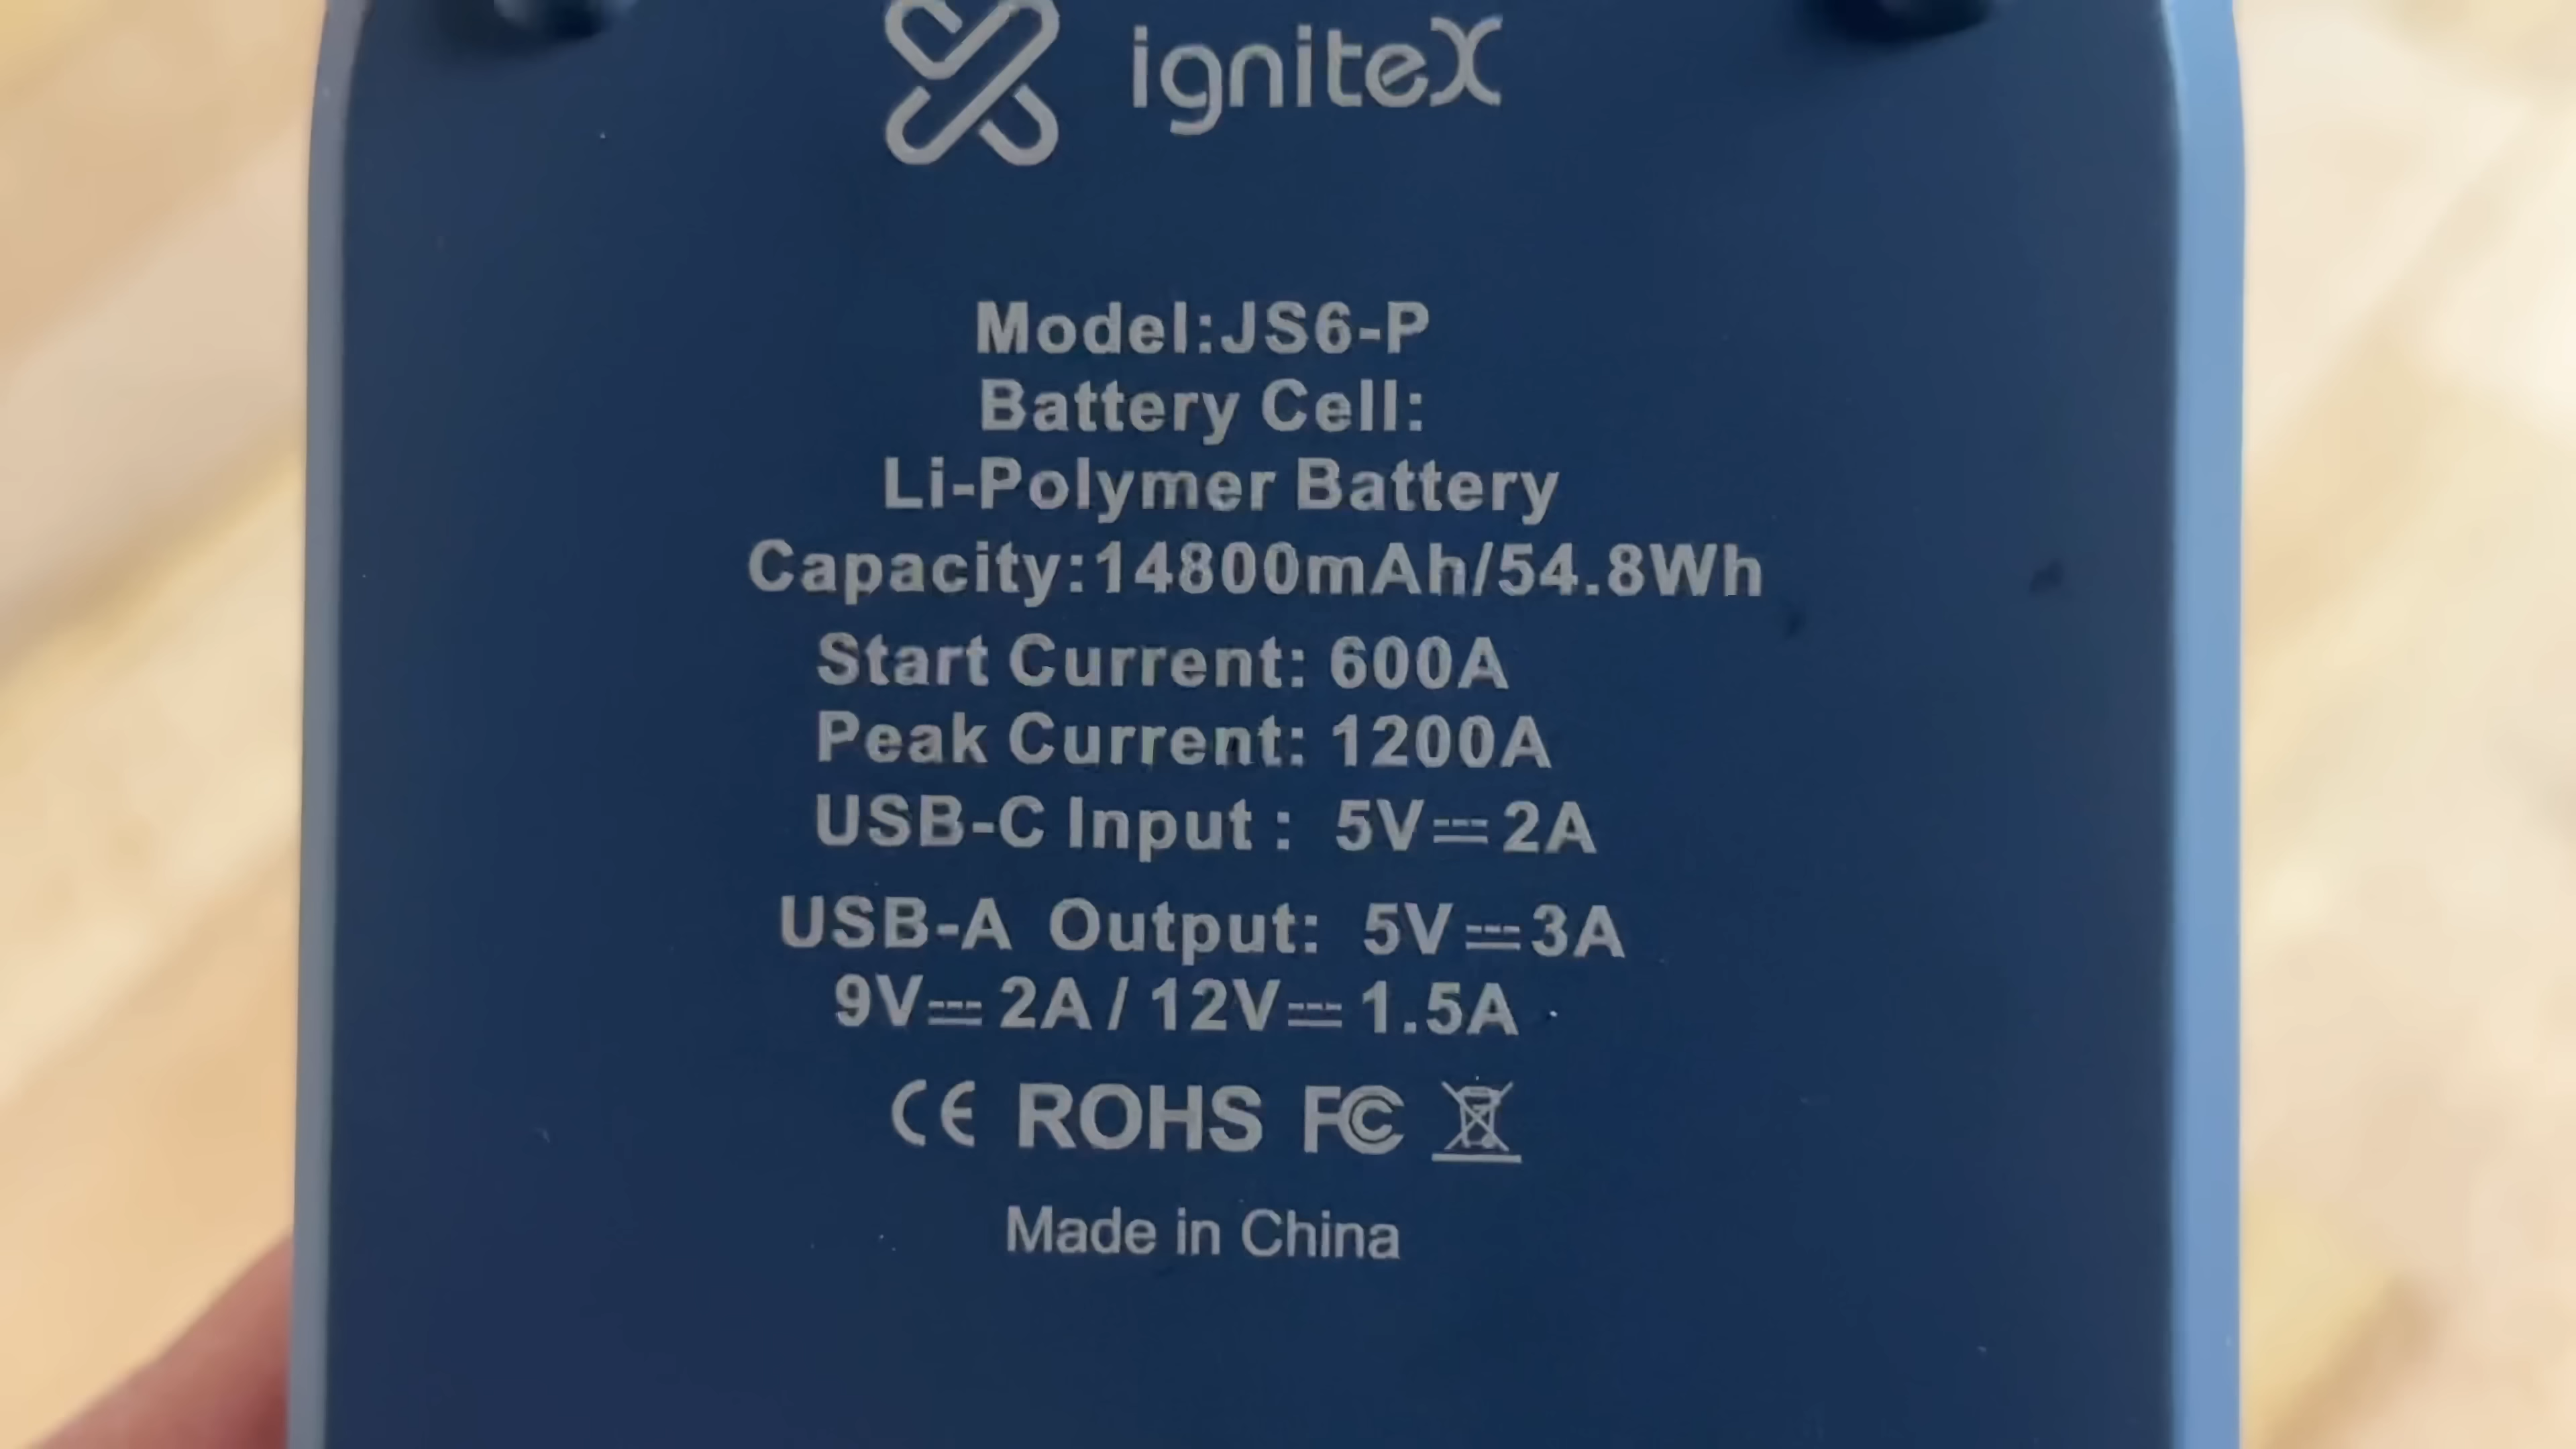 igniteX
Model:JS6-P
Battery Cell:
Li-Polymer Battery
Capacity:14800mAh/54.8Wh
Start Current: 600A
Peak Current: 1200A
USB-C Input : 5V⎓2A
USB-A Output: 5V⎓3A
9V⎓2A / 12V⎓1.5A
CE ROHS FC
Made in China